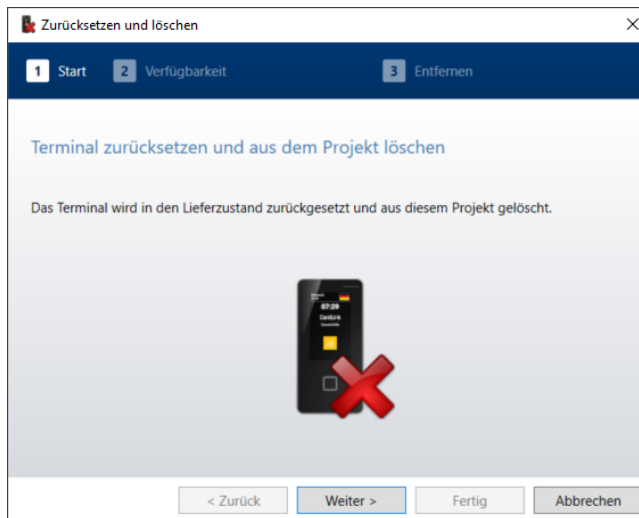 Zurücksetzen und löschen
1 Start 2 Verfügbarkeit 3 Entfernen
Terminal zurücksetzen und aus dem Projekt löschen
Das Terminal wird in den Lieferzustand zurückgesetzt und aus diesem Projekt gelöscht.
07:29
CardLink
< Zurück Weiter > Fertig Abbrechen